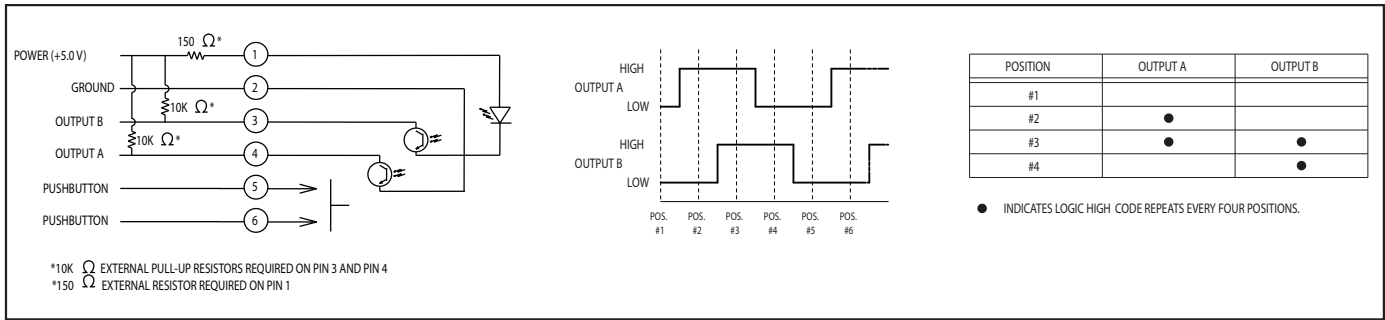 150 Ω*
POWER (+5.0 V)
1
GROUND
2
10K Ω*
OUTPUT B
3
10K Ω*
OUTPUT A
4
PUSHBUTTON
5
PUSHBUTTON
6
*10K Ω EXTERNAL PULL-UP RESISTORS REQUIRED ON PIN 3 AND PIN 4
*150 Ω EXTERNAL RESISTOR REQUIRED ON PIN 1
HIGH
OUTPUT A
LOW
HIGH
OUTPUT B
LOW
POS. POS. POS. POS. POS. POS.
#1 #2 #3 #4 #5 #6
POSITION OUTPUT A OUTPUT B
#1
#2 ●
#3 ● ●
#4 ●
● INDICATES LOGIC HIGH CODE REPEATS EVERY FOUR POSITIONS.